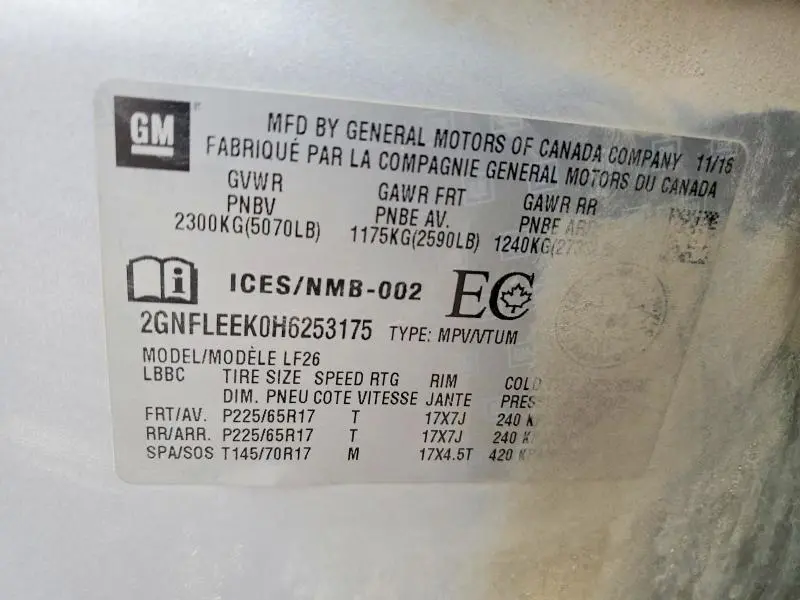 GM
MFD BY GENERAL MOTORS OF CANADA COMPANY 11/16
FABRIQUÉ PAR LA COMPAGNIE GENERAL MOTORS DU CANADA
GVWR GAWR FRT GAWR RR
PNBV PNBE AV. PNBE
2300KG(5070LB) 1175KG(2590LB) 1240KG
ICES/NMB-002 EC
2GNFLEEK0H6253175 TYPE: MPV/VTUM
MODEL/MODÈLE LF26
LBBC TIRE SIZE SPEED RTG RIM COLD
DIM. PNEU COTE VITESSE JANTE
FRT/AV. P225/65R17 T 17X7J 240
RR/ARR. P225/65R17 T 17X7J 240
SPA/SOS T145/70R17 M 17X4.5T 420